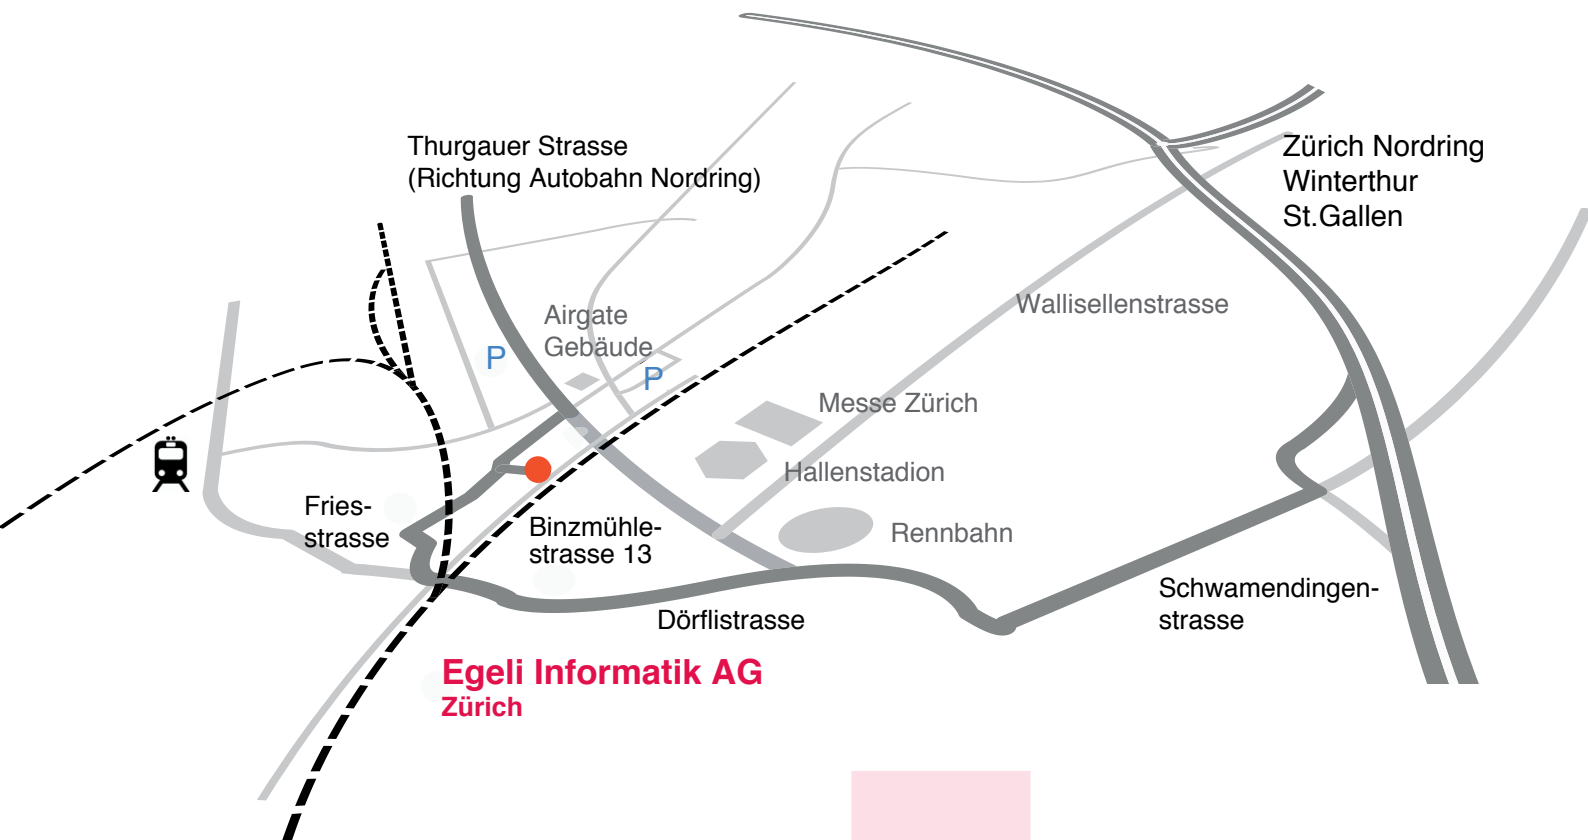 Thurgauer Strasse
(Richtung Autobahn Nordring)
Zürich Nordring
Winterthur
St.Gallen
Airgate
Gebäude
P
P
Wallisellenstrasse
Messe Zürich
Hallenstadion
Rennbahn
Fries-
strasse
Binzmühle-
strasse 13
Dörflistrasse
Schwamendingen-
strasse
Egeli Informatik AG
Zürich